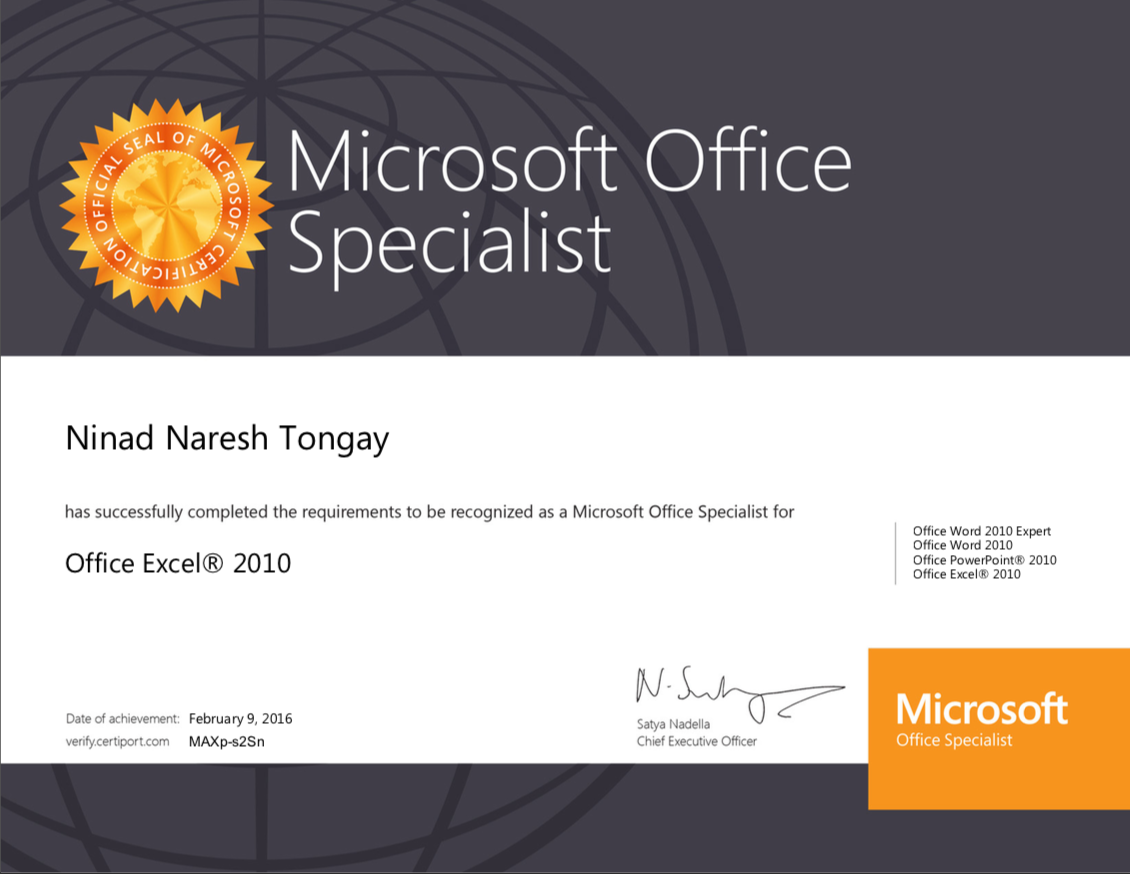 OFFICIAL SEAL OF MICROSOFT CERTIFICATION
Microsoft Office
Specialist
Ninad Naresh Tongay
has successfully completed the requirements to be recognized as a Microsoft Office Specialist for
Office Excel® 2010
Office Word 2010 Expert
Office Word 2010
Office PowerPoint® 2010
Office Excel® 2010
Date of achievement: February 9, 2016
verify.certiport.com MAXp-s2Sn
N. Satya
Satya Nadella
Chief Executive Officer
Microsoft
Office Specialist